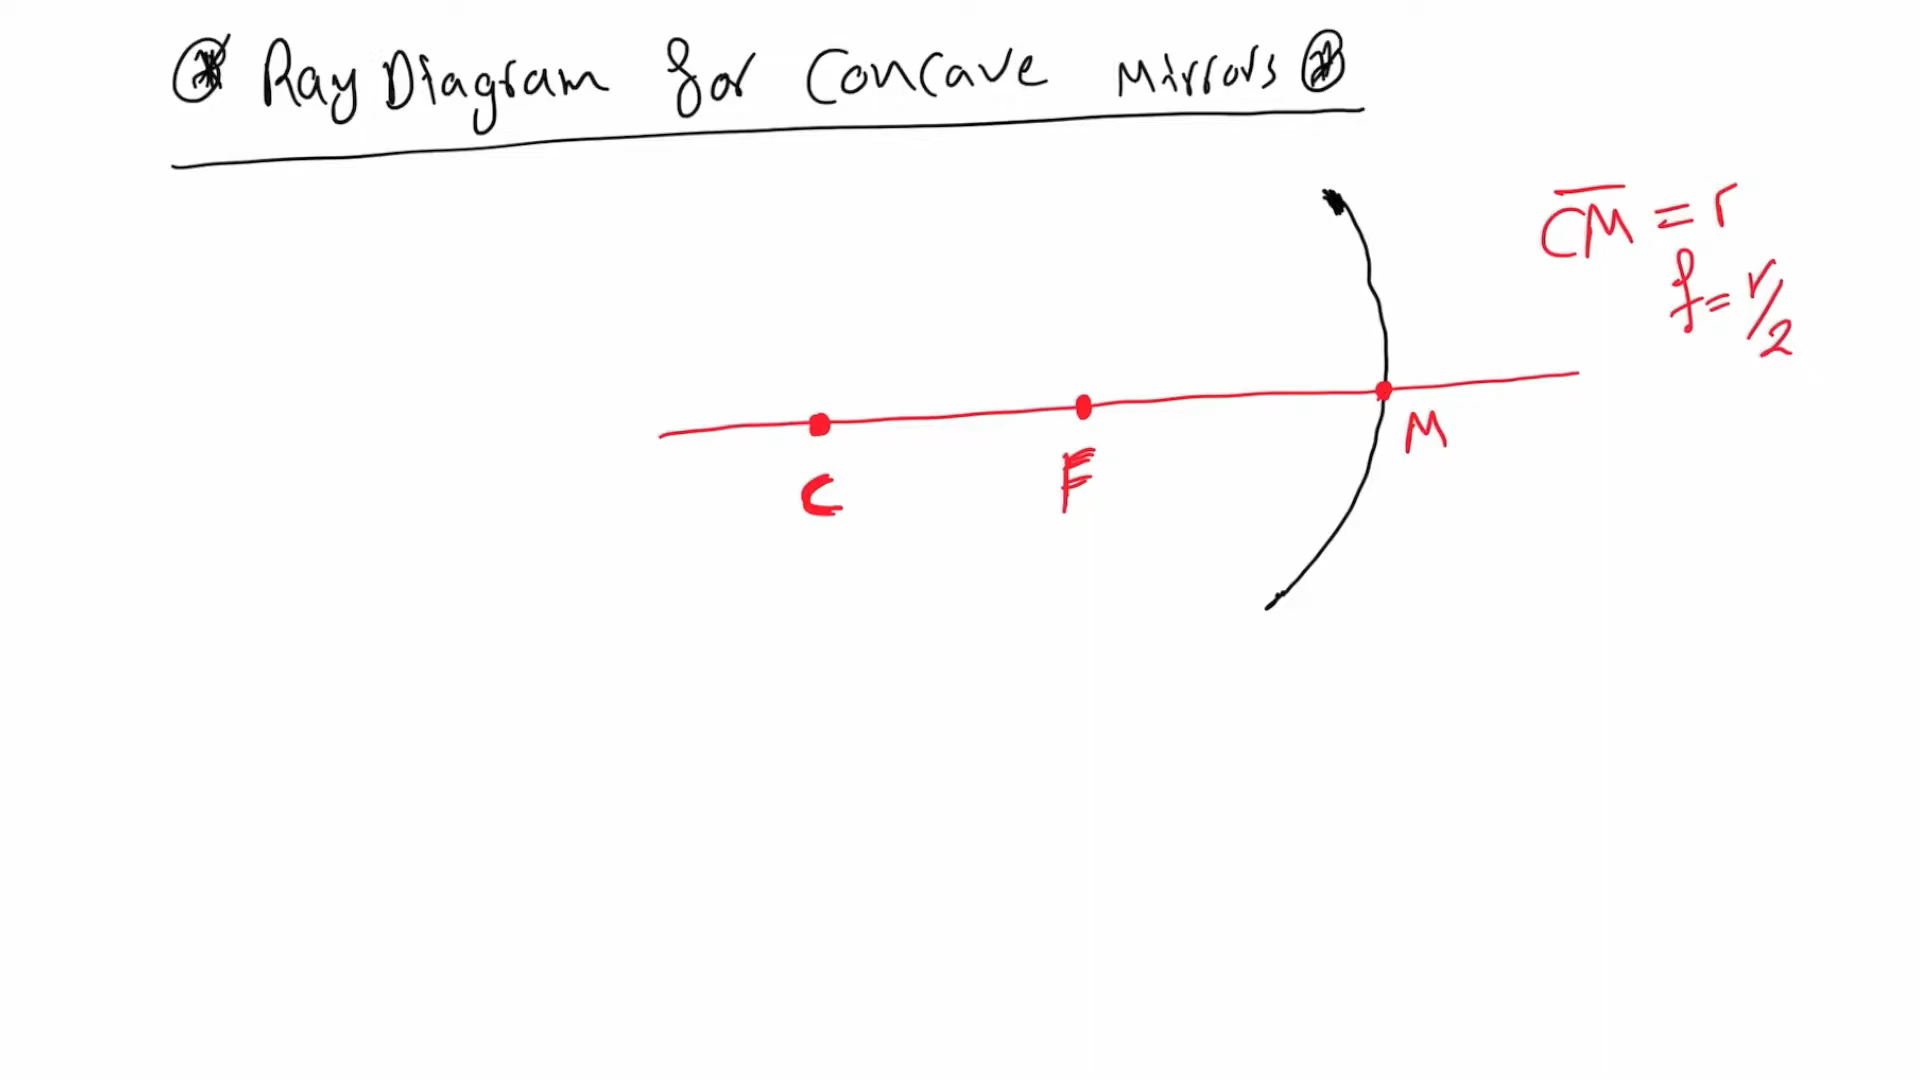 Ray Diagram for Concave Mirrors
CM = r
f = r/2
M
F
C